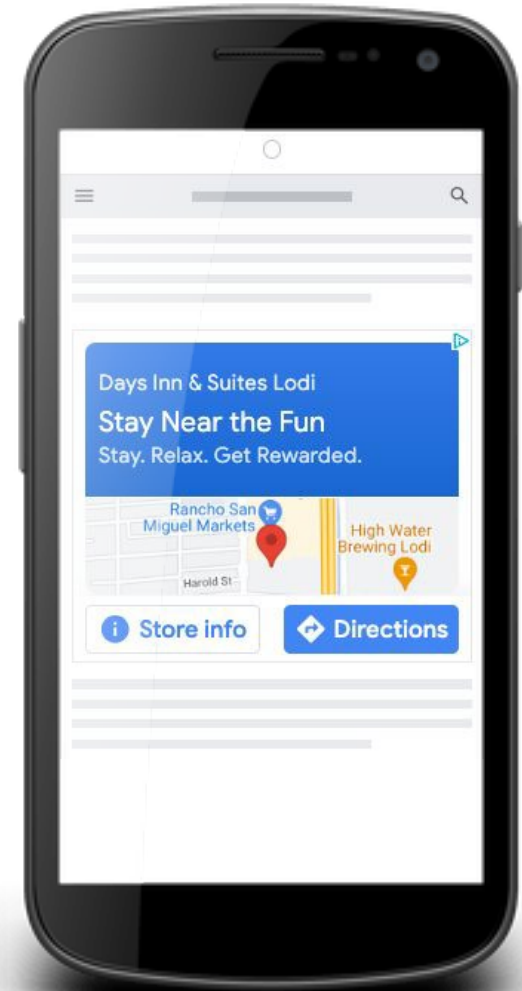 Days Inn & Suites Lodi
Stay Near the Fun
Stay. Relax. Get Rewarded.
Rancho San
Miguel Markets
High Water
Brewing Lodi
Harold St
Store info
Directions